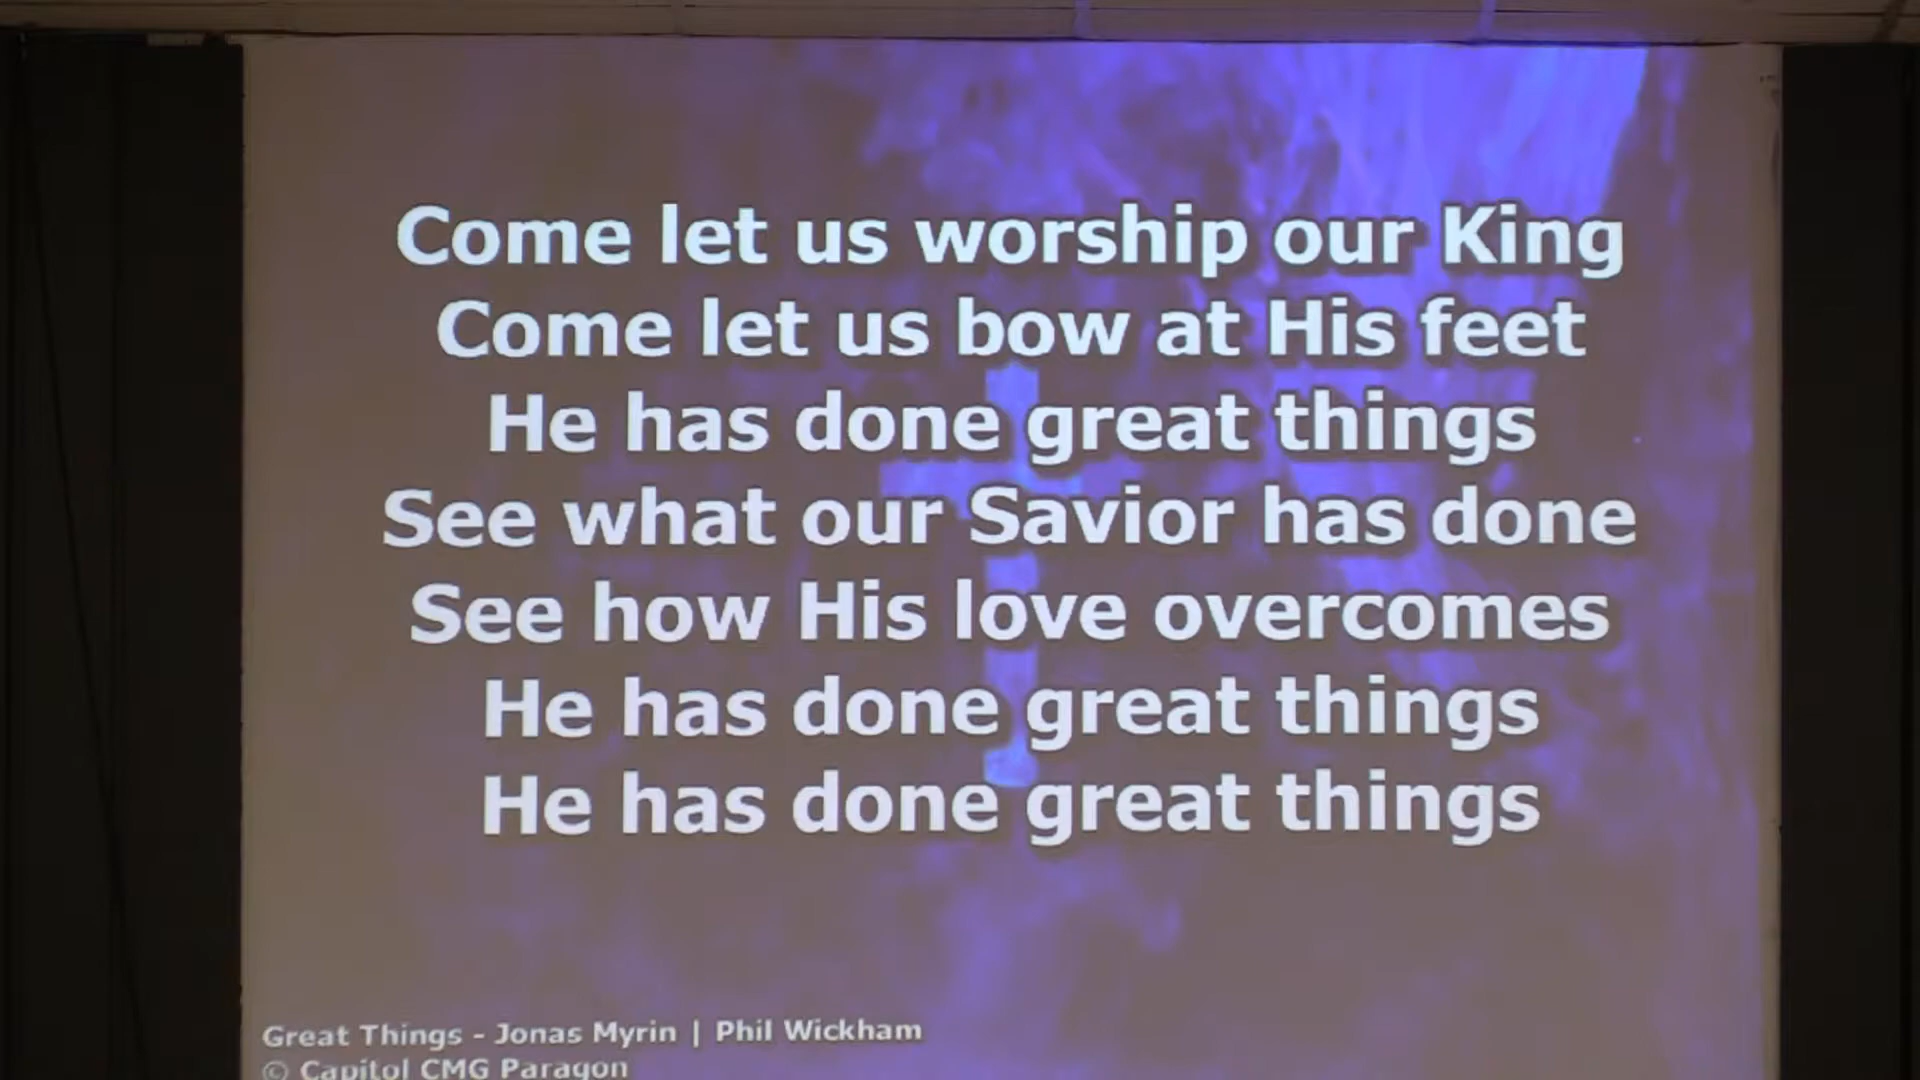 Come let us worship our King
Come let us bow at His feet
He has done great things
See what our Savior has done
See how His love overcomes
He has done great things
He has done great things
Great Things - Jonas Myrin | Phil Wickham
© Capitol CMG Paragon